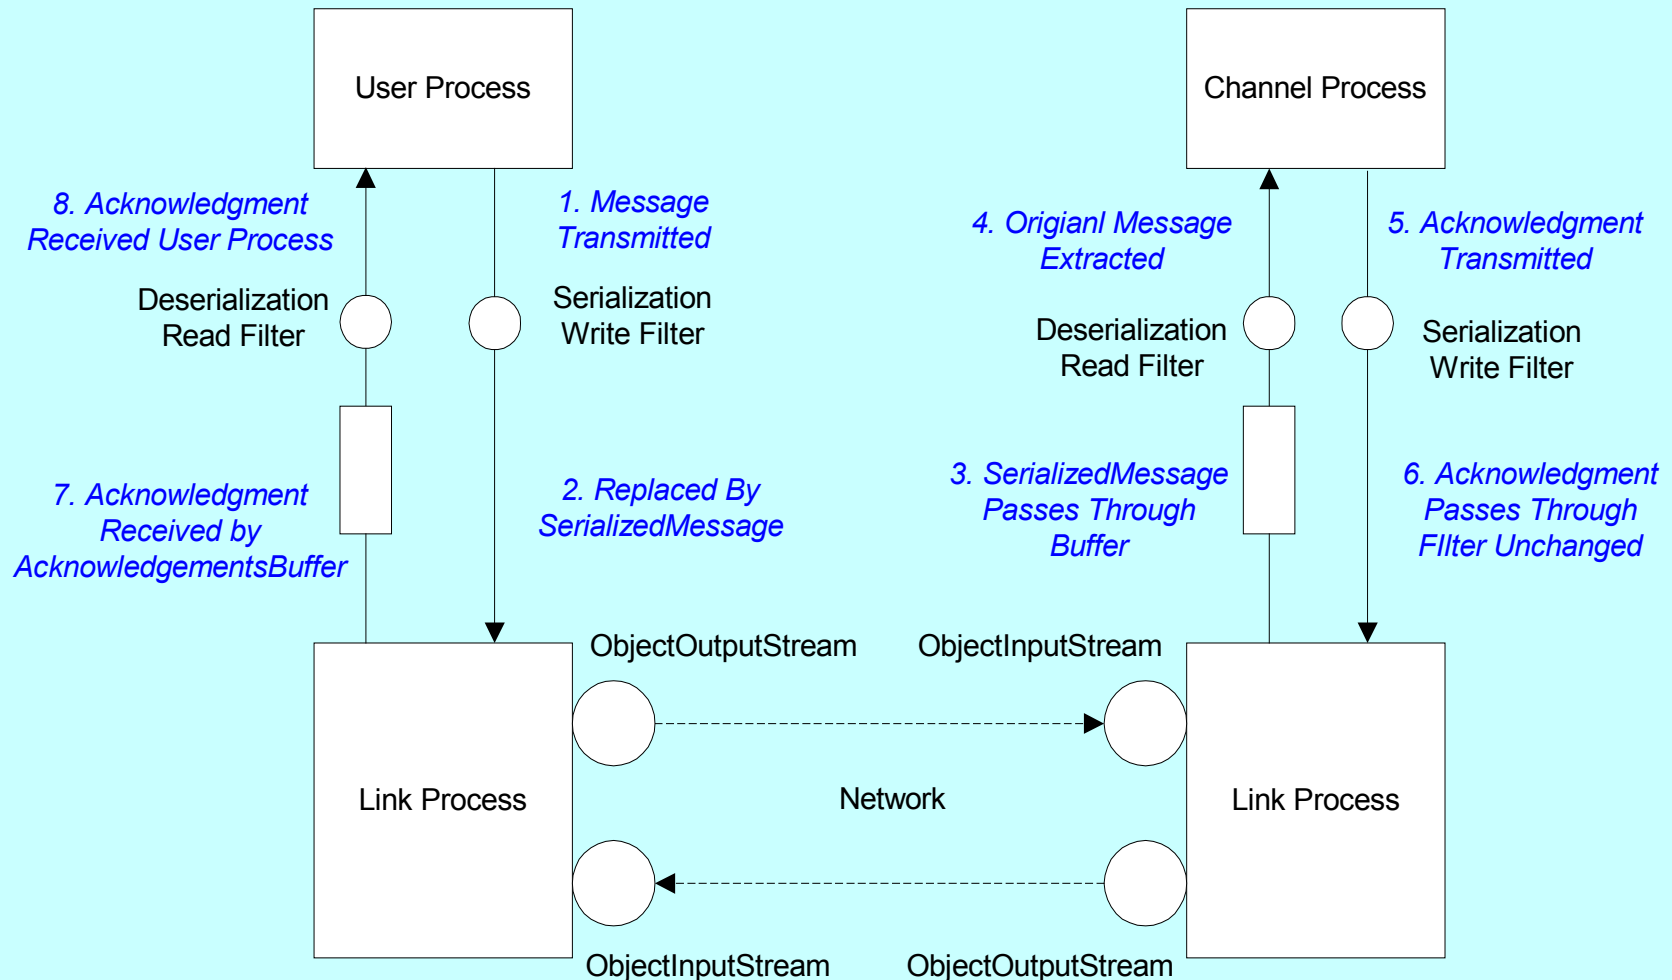 User Process
Channel Process
8. Acknowledgment
Received User Process
1. Message
Transmitted
4. Origianl Message
Extracted
5. Acknowledgment
Transmitted
Deserialization
Read Filter
Serialization
Write Filter
Deserialization
Read Filter
Serialization
Write Filter
7. Acknowledgment
Received by
AcknowledgementsBuffer
2. Replaced By
SerializedMessage
3. SerializedMessage
Passes Through
Buffer
6. Acknowledgment
Passes Through
FIlter Unchanged
ObjectOutputStream
ObjectInputStream
Link Process
Network
Link Process
ObjectInputStream
ObjectOutputStream